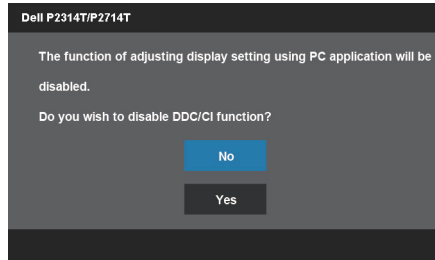 Dell P2314T/P2714T
The function of adjusting display setting using PC application will be
disabled.
Do you wish to disable DDC/CI function?
No
Yes